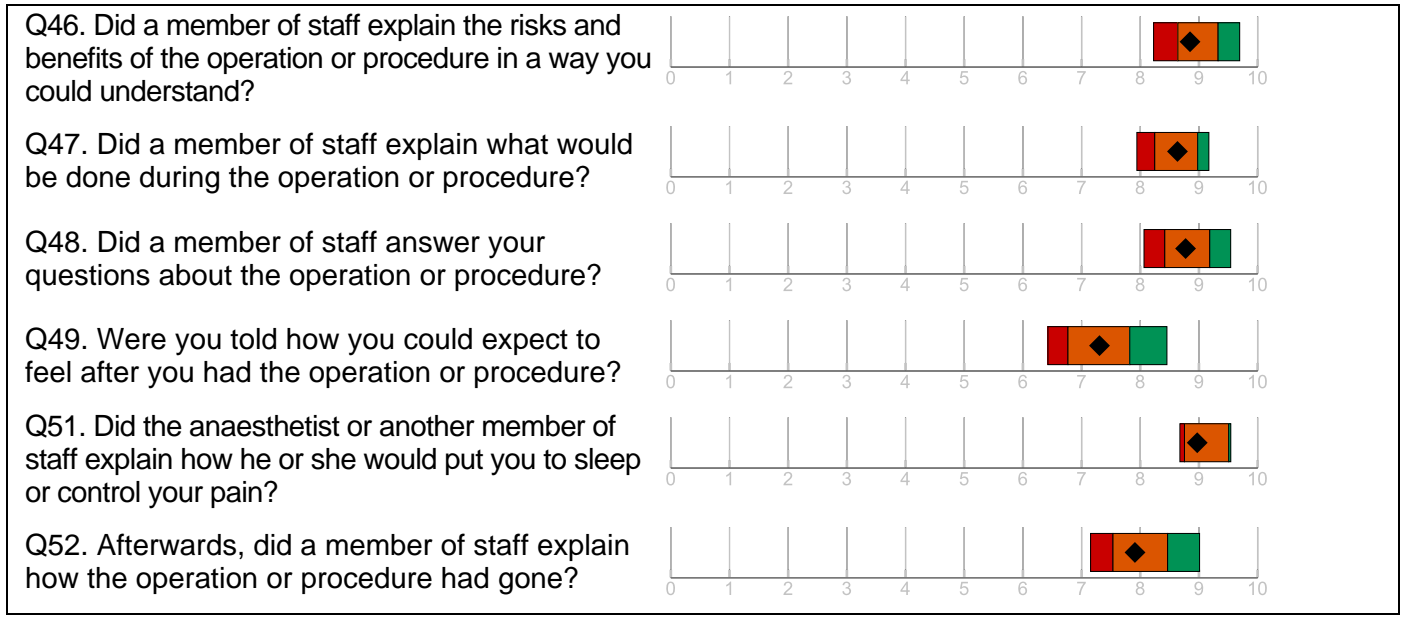 Q46. Did a member of staff explain the risks and
benefits of the operation or procedure in a way you
could understand?
0 1 2 3 4 5 6 7 8 9 10
Q47. Did a member of staff explain what would
be done during the operation or procedure?
0 1 2 3 4 5 6 7 8 9 10
Q48. Did a member of staff answer your
questions about the operation or procedure?
0 1 2 3 4 5 6 7 8 9 10
Q49. Were you told how you could expect to
feel after you had the operation or procedure?
0 1 2 3 4 5 6 7 8 9 10
Q51. Did the anaesthetist or another member of
staff explain how he or she would put you to sleep
or control your pain?
0 1 2 3 4 5 6 7 8 9 10
Q52. Afterwards, did a member of staff explain
how the operation or procedure had gone?
0 1 2 3 4 5 6 7 8 9 10